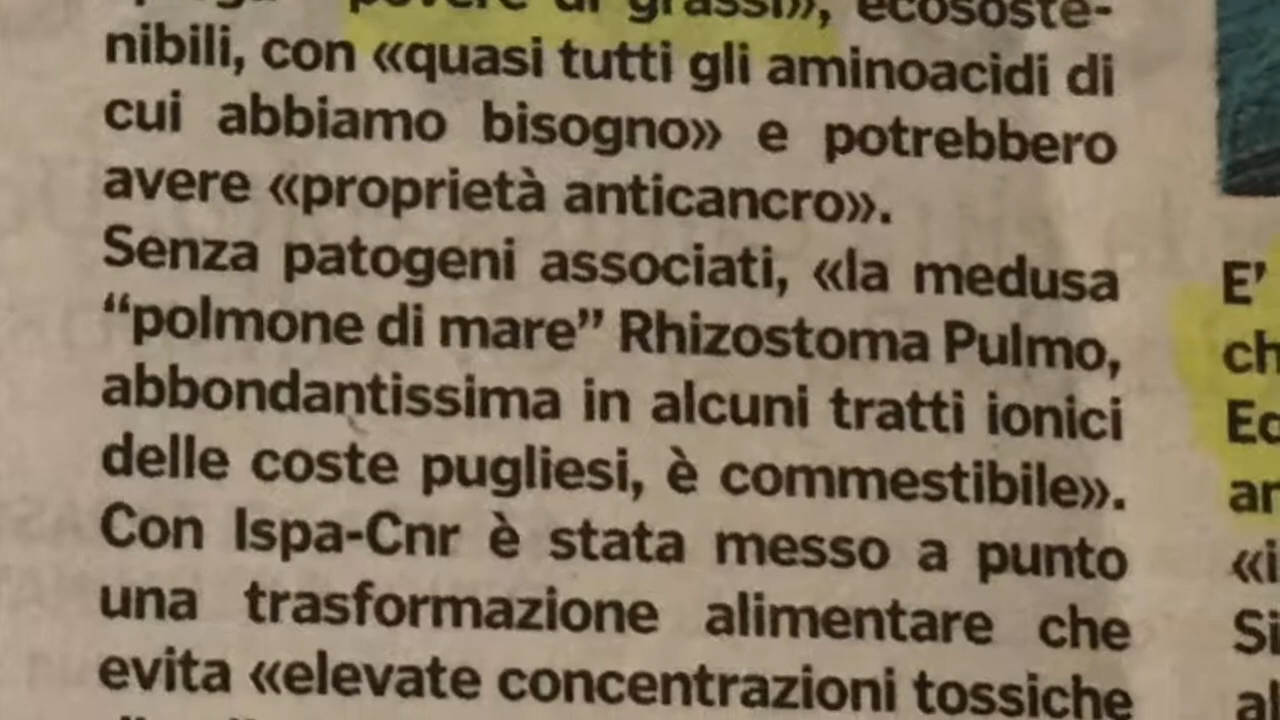 povere di grassi», ecososte-
nibili, con «quasi tutti gli aminoacidi di
cui abbiamo bisogno» e potrebbero
avere «proprietà anticancro».
Senza patogeni associati, «la medusa
“polmone di mare” Rhizostoma Pulmo,
abbondantissima in alcuni tratti ionici
delle coste pugliesi, è commestibile».
Con Ispa-Cnr è stata messo a punto
una trasformazione alimentare che
evita «elevate concentrazioni tossiche
E'
ch
Ec
an
«i
Si
al